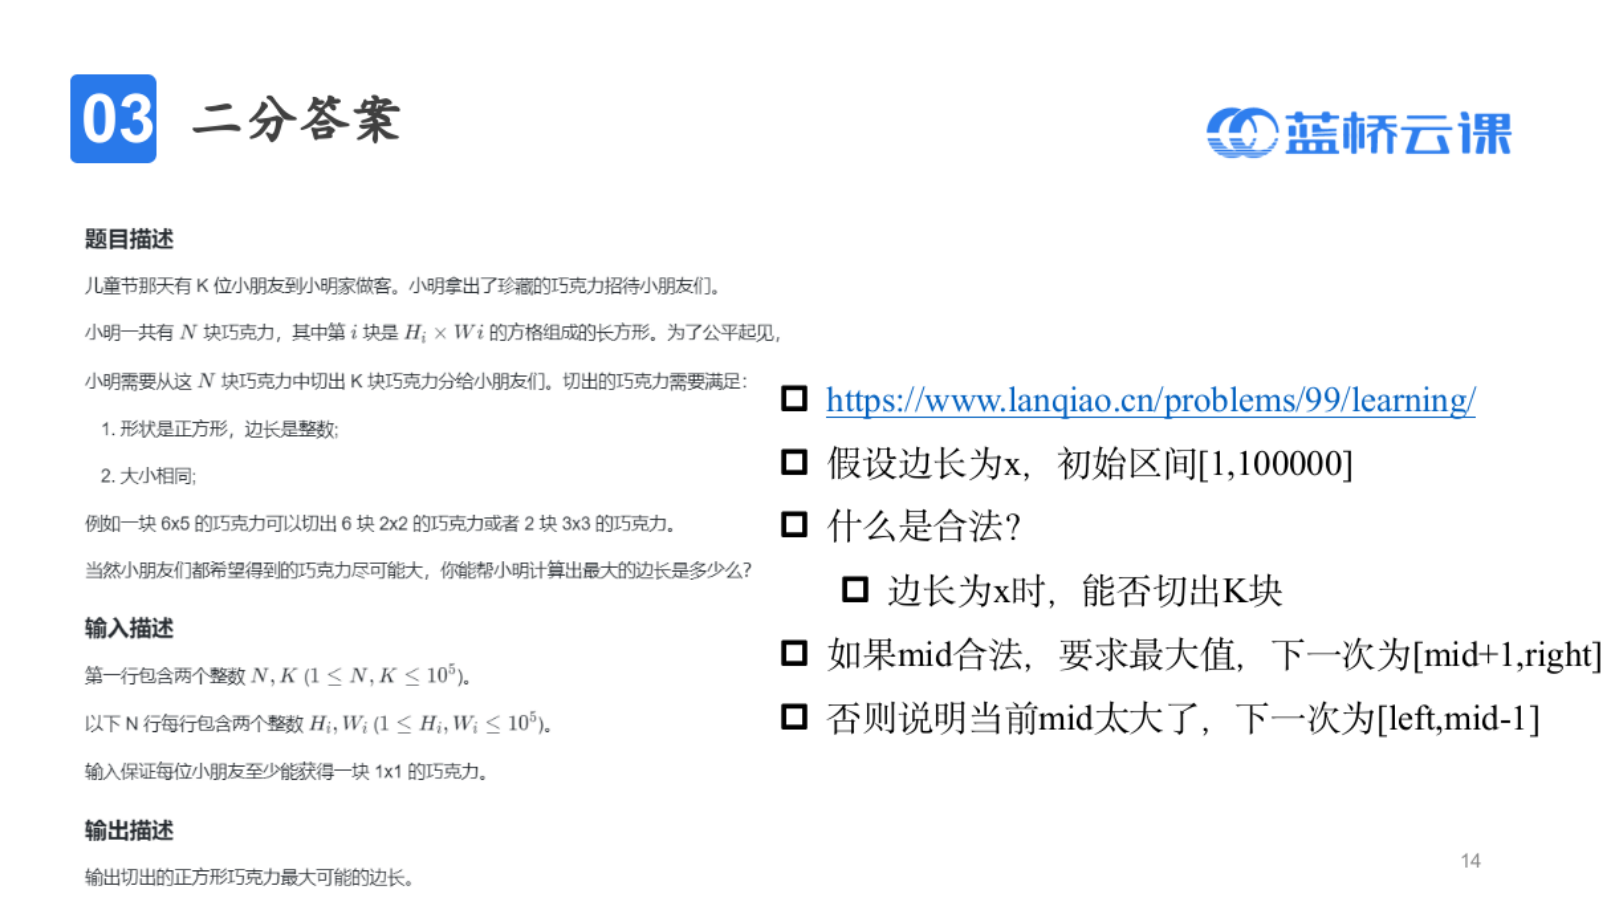 03 二分答案
蓝桥云课
题目描述
儿童节那天有 K 位小朋友到小明家做客。小明拿出了珍藏的巧克力招待小朋友们。
小明一共有 N 块巧克力，其中第 i 块是 H_i × Wi 的方格组成的长方形。为了公平起见，
小明需要从这 N 块巧克力中切出 K 块巧克力分给小朋友们。切出的巧克力需要满足：
1. 形状是正方形，边长是整数;
2. 大小相同;
例如一块 6x5 的巧克力可以切出 6 块 2x2 的巧克力或者 2 块 3x3 的巧克力。
当然小朋友们都希望得到的巧克力尽可能大，你能帮小明计算出最大的边长是多少么？
输入描述
第一行包含两个整数 N, K (1 ≤ N, K ≤ 10^5)。
以下 N 行每行包含两个整数 H_i, W_i (1 ≤ H_i, W_i ≤ 10^5)。
输入保证每位小朋友至少能获得一块 1x1 的巧克力。
输出描述
输出切出的正方形巧克力最大可能的边长。
https://www.lanqiao.cn/problems/99/learning/
假设边长为x，初始区间[1,100000]
什么是合法？
边长为x时，能否切出K块
如果mid合法，要求最大值，下一次为[mid+1,right]
否则说明当前mid太大了，下一次为[left,mid-1]
14